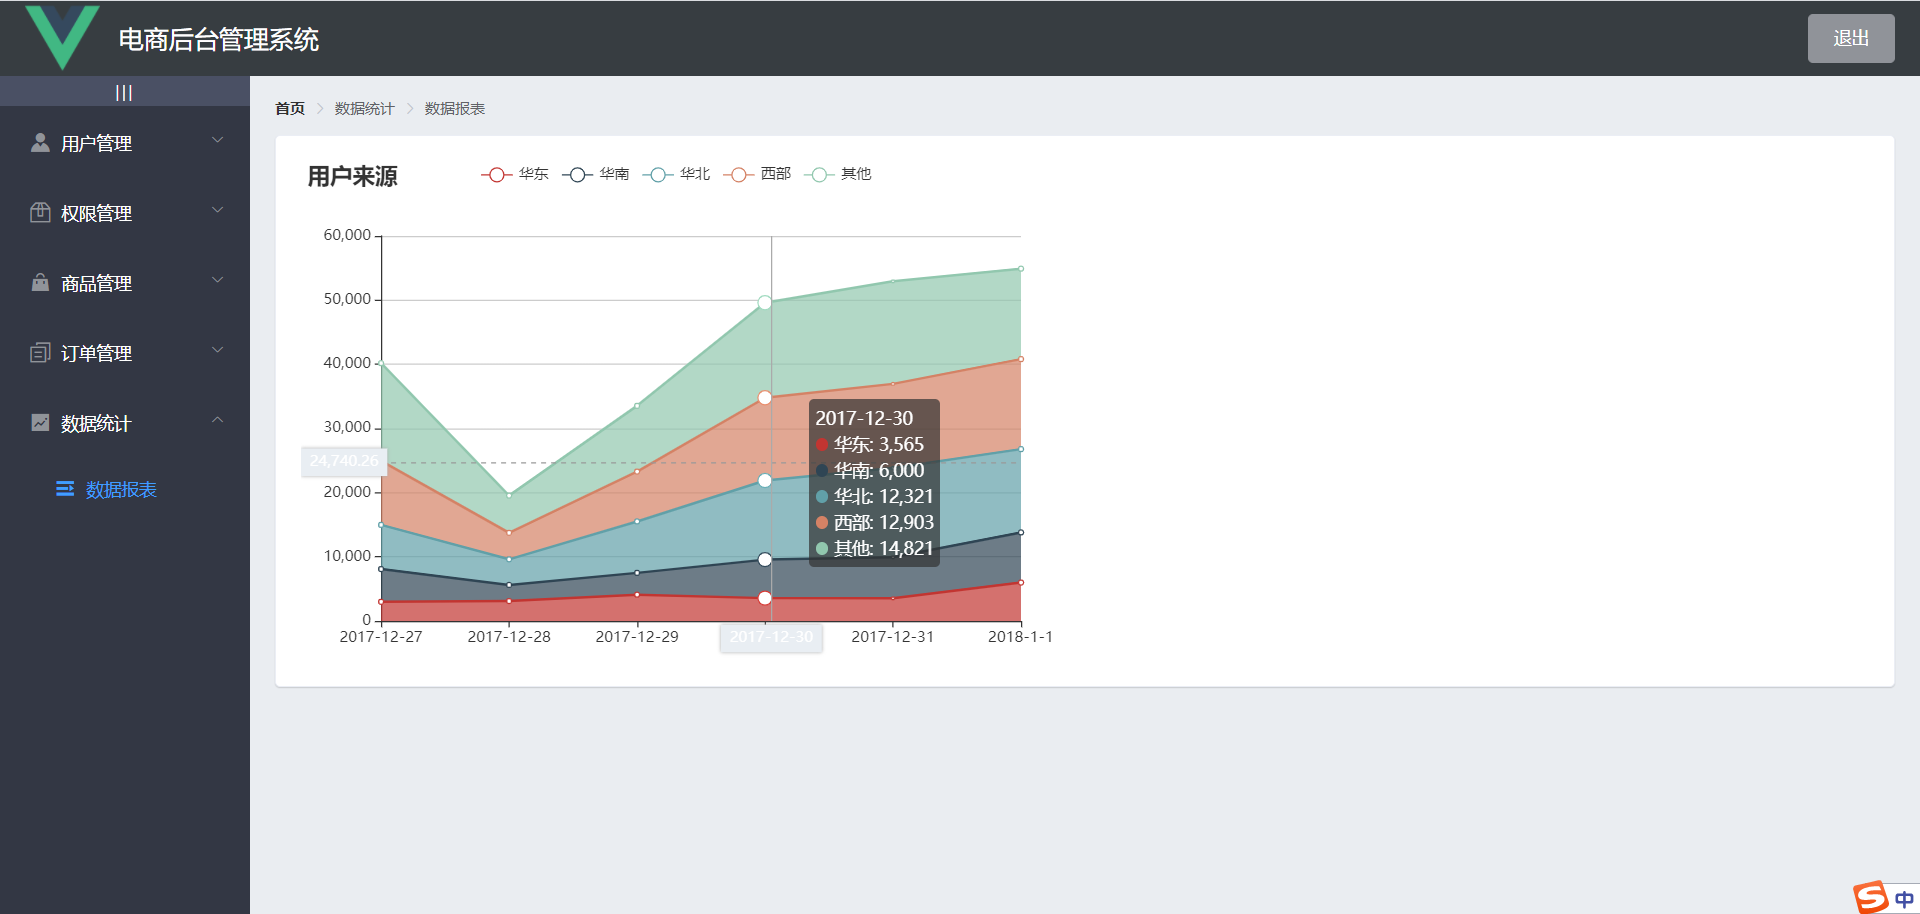 电商后台管理系统
退出
|||
用户管理
权限管理
商品管理
订单管理
数据统计
数据报表
首页 > 数据统计 > 数据报表
用户来源
华东 华南 华北 西部 其他
60,000
50,000
40,000
30,000
24,740.26
20,000
10,000
0
2017-12-27 2017-12-28 2017-12-29 2017-12-30 2017-12-31 2018-1-1
2017-12-30
华东: 3,565
华南: 6,000
华北: 12,321
西部: 12,903
其他: 14,821
S 中